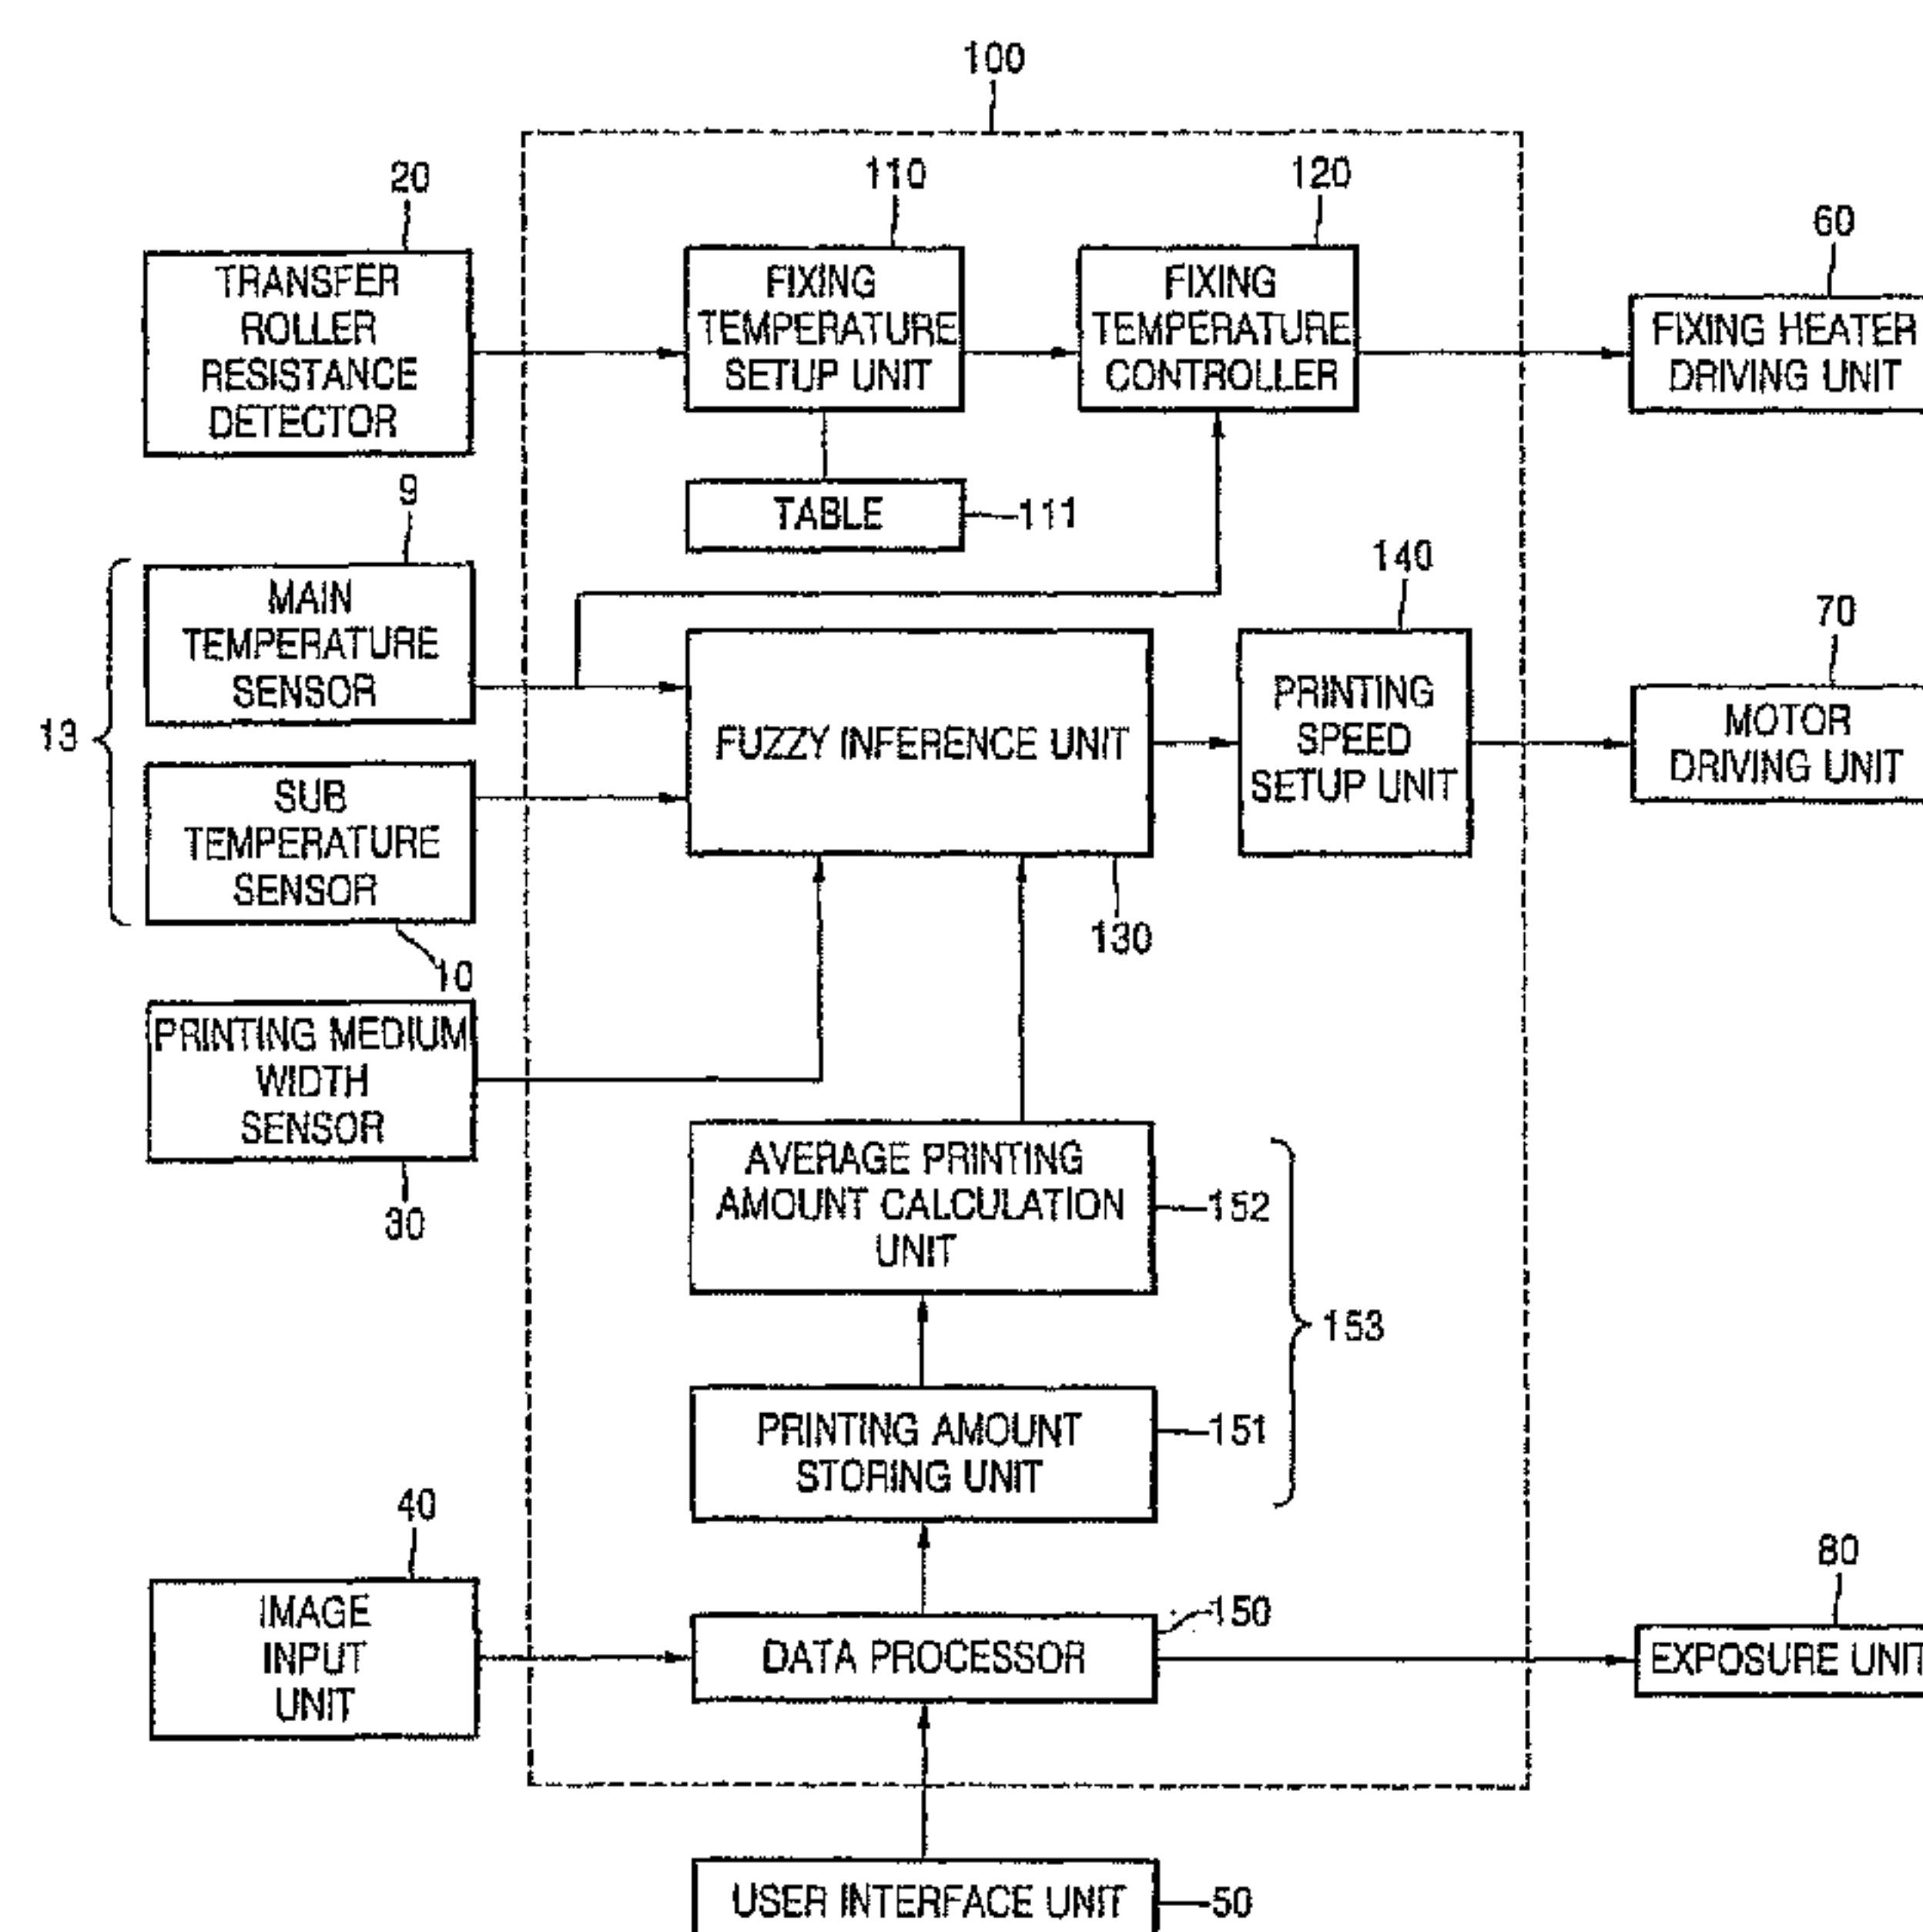 100
20
110
120
60
TRANSFER
ROLLER
RESISTANCE
DETECTOR
FIXING
TEMPERATURE
SETUP UNIT
FIXING
TEMPERATURE
CONTROLLER
FIXING HEATER
DRIVING UNIT
TABLE
111
9
13
MAIN
TEMPERATURE
SENSOR
SUB
TEMPERATURE
SENSOR
10
FUZZY INFERENCE UNIT
130
140
PRINTING
SPEED
SETUP UNIT
70
MOTOR
DRIVING UNIT
PRINTING MEDIUM
WIDTH
SENSOR
30
AVERAGE PRINTING
AMOUNT CALCULATION
UNIT
152
153
PRINTING AMOUNT
STORING UNIT
151
40
IMAGE
INPUT
UNIT
DATA PROCESSOR
150
80
EXPOSURE UNIT
USER INTERFACE UNIT
50